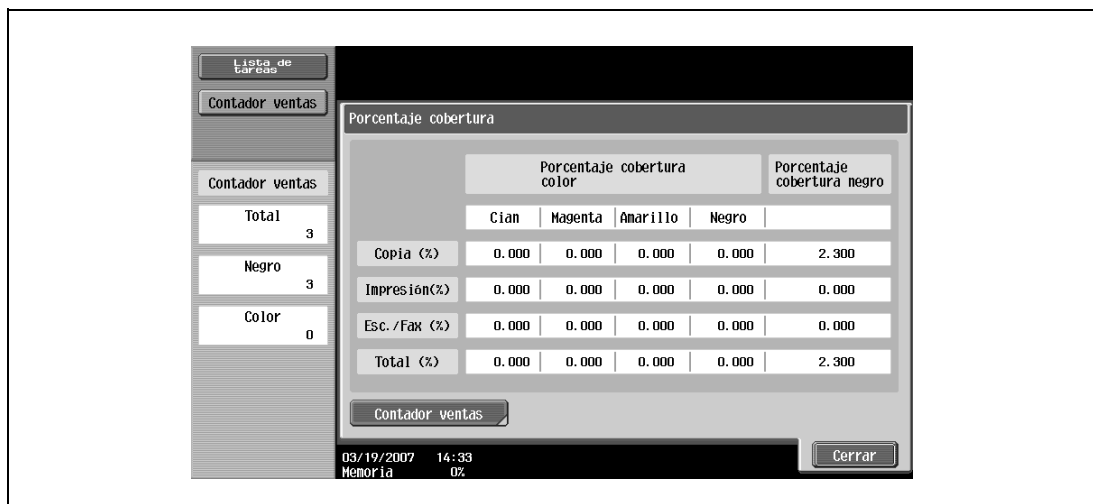 Lista de
tareas
Contador ventas
Contador ventas
Total
3
Negro
3
Color
0
Porcentaje cobertura
Porcentaje cobertura
color
Porcentaje
cobertura negro
Cian Magenta Amarillo Negro
Copia (%) 0.000 0.000 0.000 0.000 2.300
Impresión(%) 0.000 0.000 0.000 0.000 0.000
Esc./Fax (%) 0.000 0.000 0.000 0.000 0.000
Total (%) 0.000 0.000 0.000 0.000 2.300
Contador ventas
03/19/2007 14:33
Memoria 0%
Cerrar